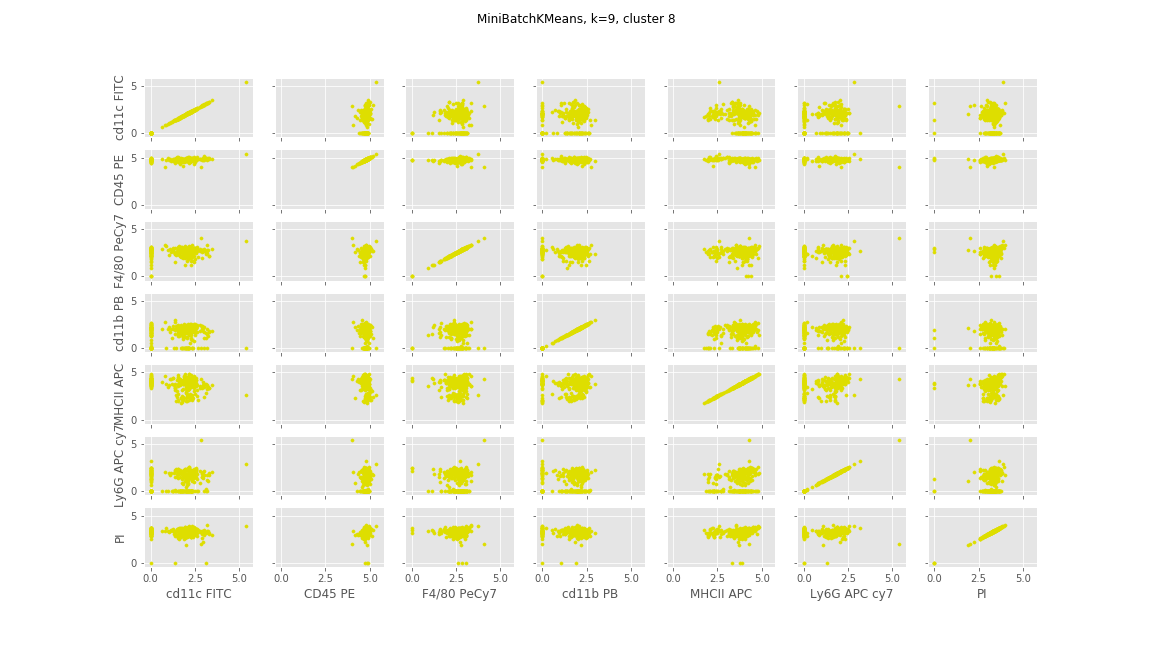 MiniBatchKMeans, k=9, cluster 8
cd11c FITC
5
0
CD45 PE
5
0
F4/80 PeCy7
5
0
cd11b PB
5
0
MHCII APC
5
0
Ly6G APC cy7
5
0
PI
5
0
0.0 2.5 5.0 0.0 2.5 5.0 0.0 2.5 5.0 0.0 2.5 5.0 0.0 2.5 5.0 0.0 2.5 5.0 0.0 2.5 5.0
cd11c FITC CD45 PE F4/80 PeCy7 cd11b PB MHCII APC Ly6G APC cy7 PI